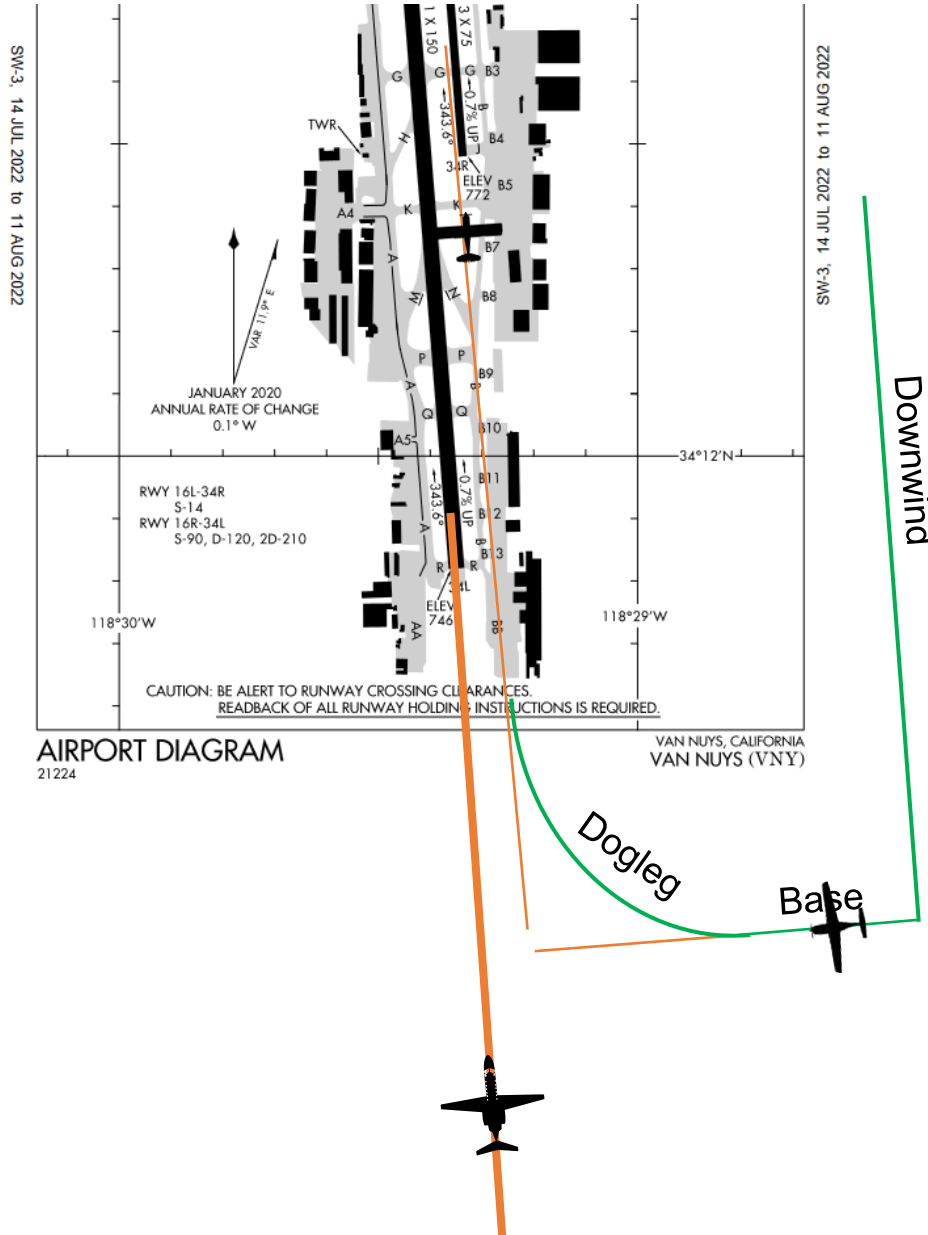 SW-3, 14 JUL 2022 to 11 AUG 2022
SW-3, 14 JUL 2022 to 11 AUG 2022
1 X 150
3 X 75
G
G
G
B3
←343.6°
←0.7% UP
B
H
B4
J
TWR
34R
ELEV
772
B5
A4
K
K
B7
A
M
N
B8
VAR 11.9° E
JANUARY 2020
ANNUAL RATE OF CHANGE
0.1° W
P
P
B9
A
B
Q
Q
B10
A5
34°12'N
Downwind
←343.6°
←0.7% UP
B11
RWY 16L-34R
S-14
RWY 16R-34L
S-90, D-120, 2D-210
A
B12
B
B13
R
R
34L
ELEV
746
118°30'W
118°29'W
AA
BB
CAUTION: BE ALERT TO RUNWAY CROSSING CLEARANCES.
READBACK OF ALL RUNWAY HOLDING INSTRUCTIONS IS REQUIRED.
AIRPORT DIAGRAM
21224
VAN NUYS, CALIFORNIA
VAN NUYS (VNY)
Dogleg
Base